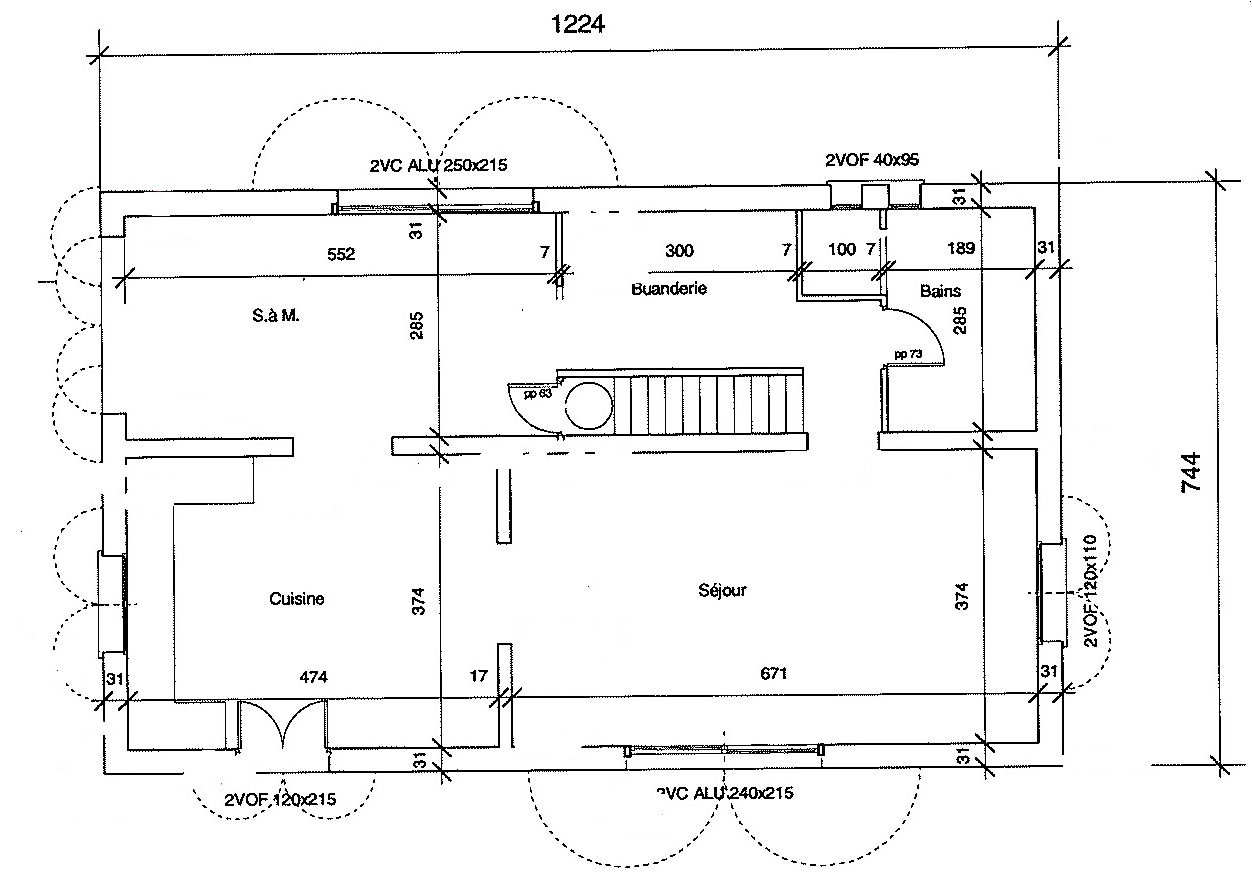 1224
2VC ALU 250x215
2VOF 40x95
31
31
552
7
300
7
100
7
189
31
S.à M.
Buanderie
Bains
285
285
pp 73
pp 63
744
Cuisine
Séjour
374
374
2VOF 120x110
31
474
17
671
31
31
31
2VOF 120x215
2VC ALU 240x215